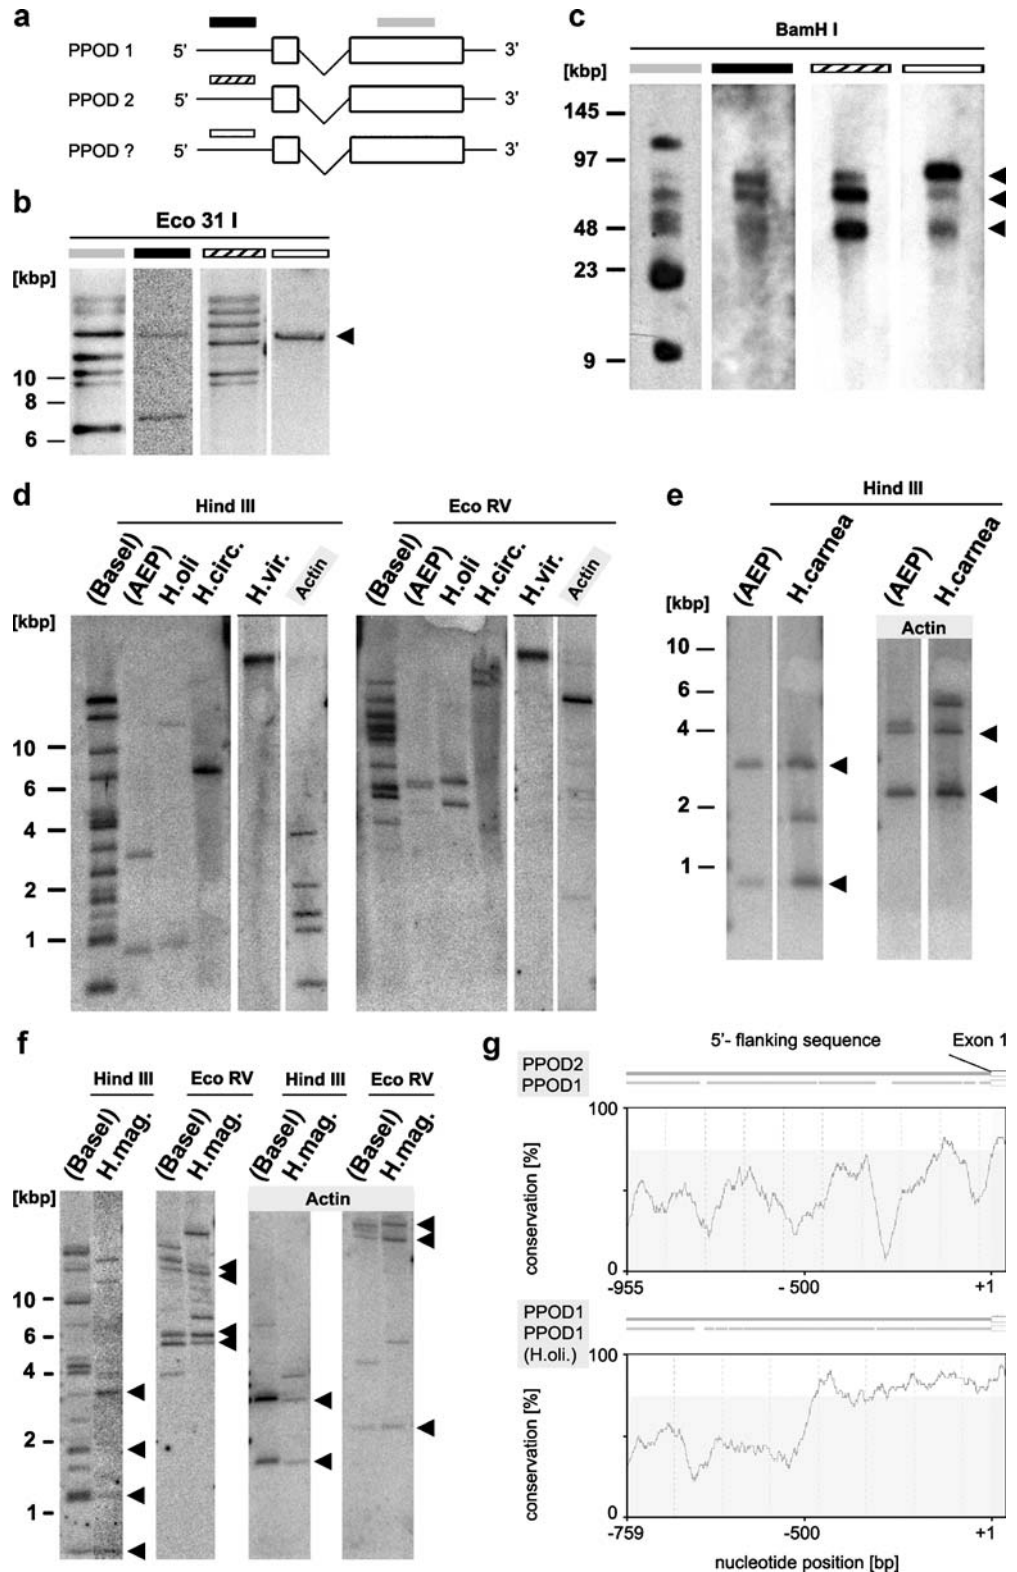 a
PPOD 1 5' 3'
PPOD 2 5' 3'
PPOD ? 5' 3'
b
Eco 31 I
[kbp]
10
8
6
c
BamH I
[kbp]
145
97
48
23
9
d
Hind III
(Basel) (AEP) H.oli H.circ. H.vir. Actin
Eco RV
(Basel) (AEP) H.oli H.circ. H.vir. Actin
[kbp]
10
6
4
2
1
e
Hind III
(AEP) H.carnea (AEP) H.carnea
[kbp]
Actin
10
6
4
2
1
f
Hind III Eco RV Hind III Eco RV
(Basel) H.mag. (Basel) H.mag. (Basel) H.mag. (Basel) H.mag.
[kbp]
Actin
10
6
4
2
1
g
5'- flanking sequence Exon 1
PPOD2
PPOD1
100
conservation [%]
0
-955 - 500 +1
PPOD1
PPOD1
(H.oli.)
100
conservation [%]
0
-759 -500 +1
nucleotide position [bp]